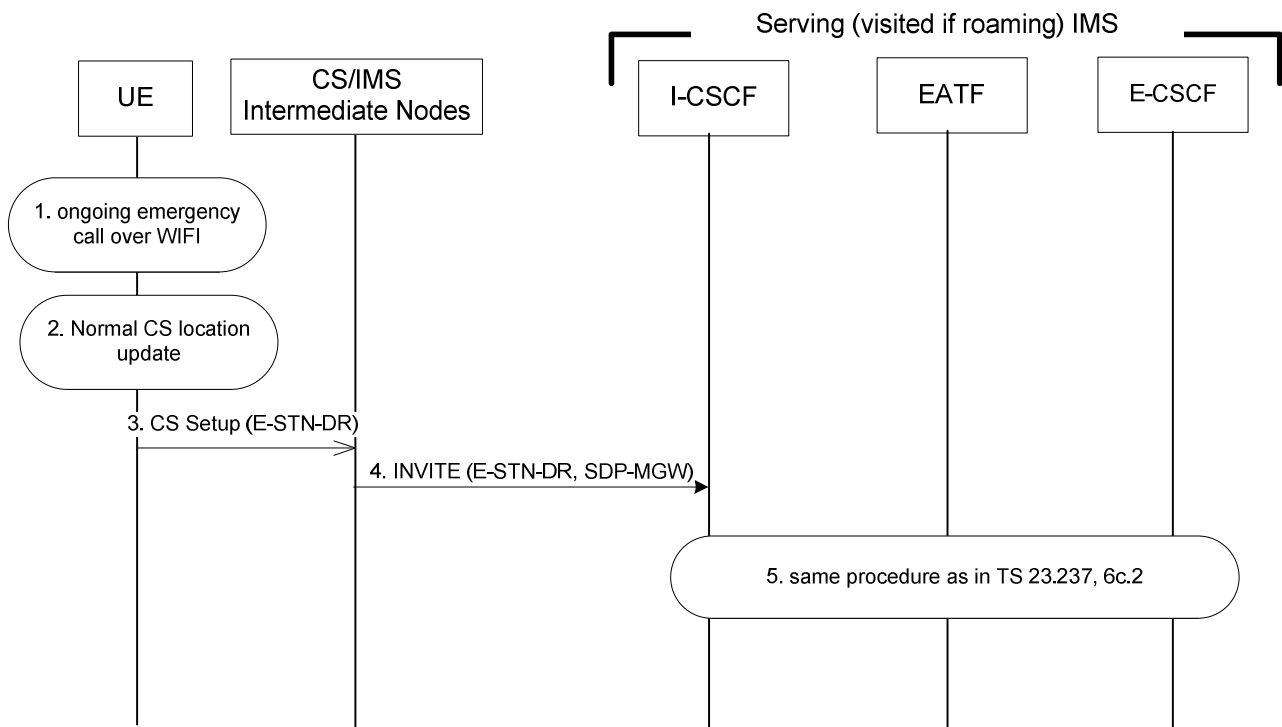 Serving (visited if roaming) IMS
UE
CS/IMS
Intermediate Nodes
I-CSCF
EATF
E-CSCF
1. ongoing emergency
call over WIFI
2. Normal CS location
update
3. CS Setup (E-STN-DR)
4. INVITE (E-STN-DR, SDP-MGW)
5. same procedure as in TS 23.237, 6c.2